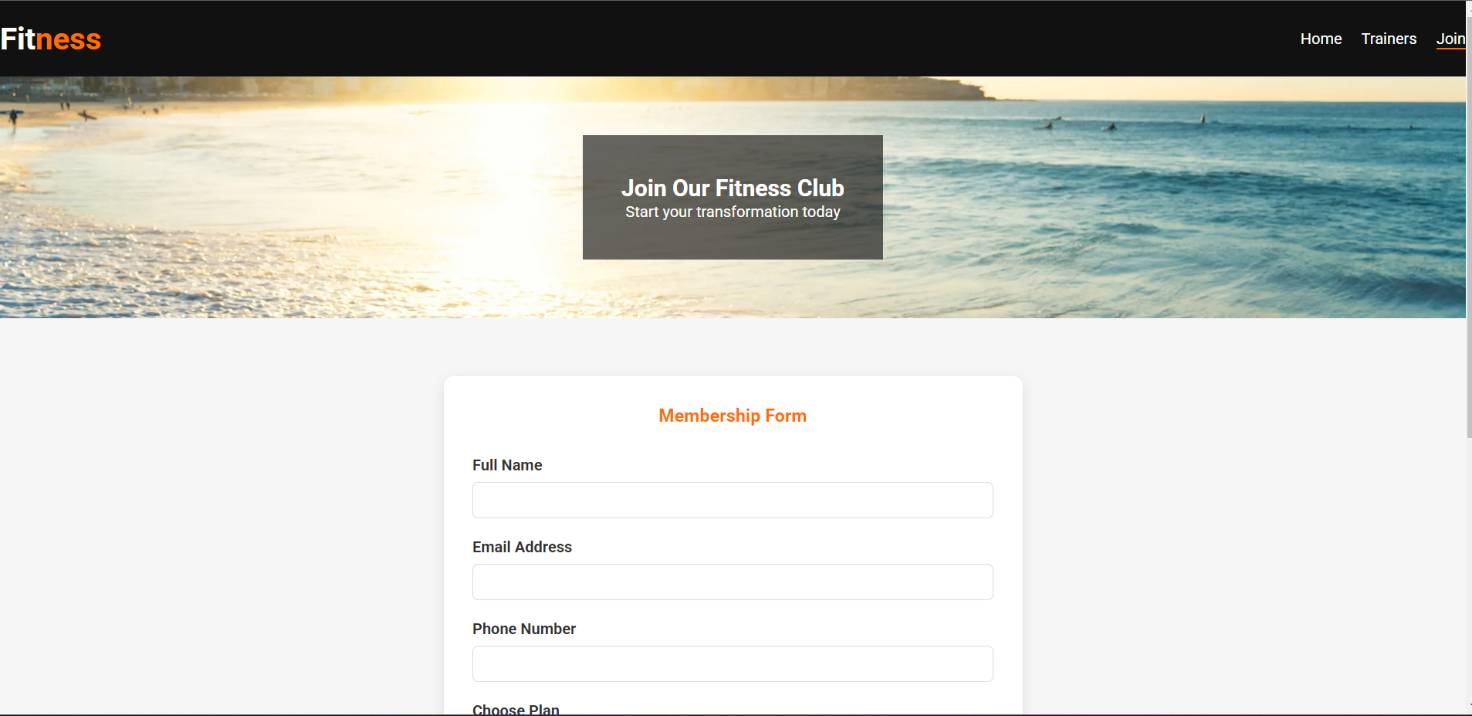 Fitness
Home Trainers Join
Join Our Fitness Club
Start your transformation today
Membership Form
Full Name
Email Address
Phone Number
Choose Plan